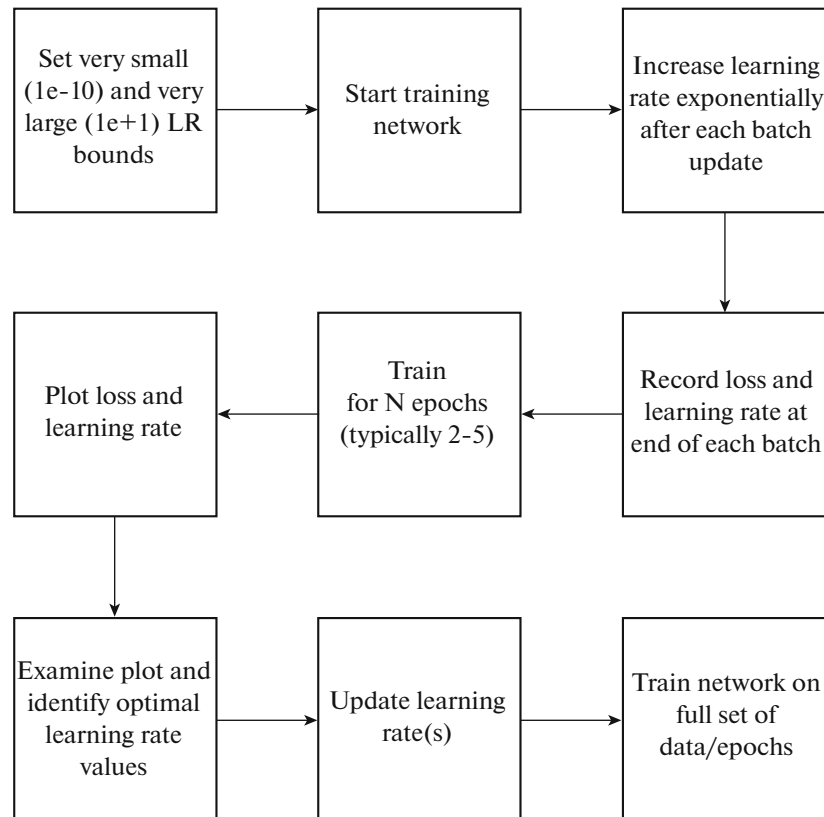 Set very small
(1e-10) and very
large (1e+1) LR
bounds
Start training
network
Increase learning
rate exponentially
after each batch
update
Plot loss and
learning rate
Train
for N epochs
(typically 2-5)
Record loss and
learning rate at
end of each batch
Examine plot and
identify optimal
learning rate
values
Update learning
rate(s)
Train network on
full set of
data/epochs